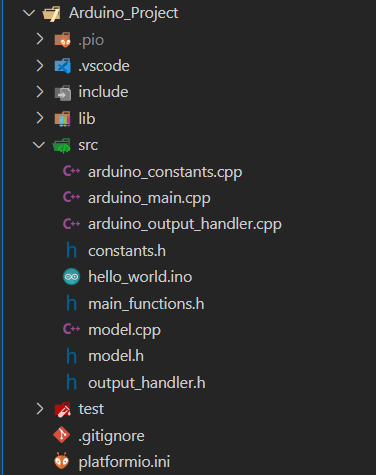 Arduino_Project
.pio
.vscode
include
lib
src
arduino_constants.cpp
arduino_main.cpp
arduino_output_handler.cpp
constants.h
hello_world.ino
main_functions.h
model.cpp
model.h
output_handler.h
test
.gitignore
platformio.ini